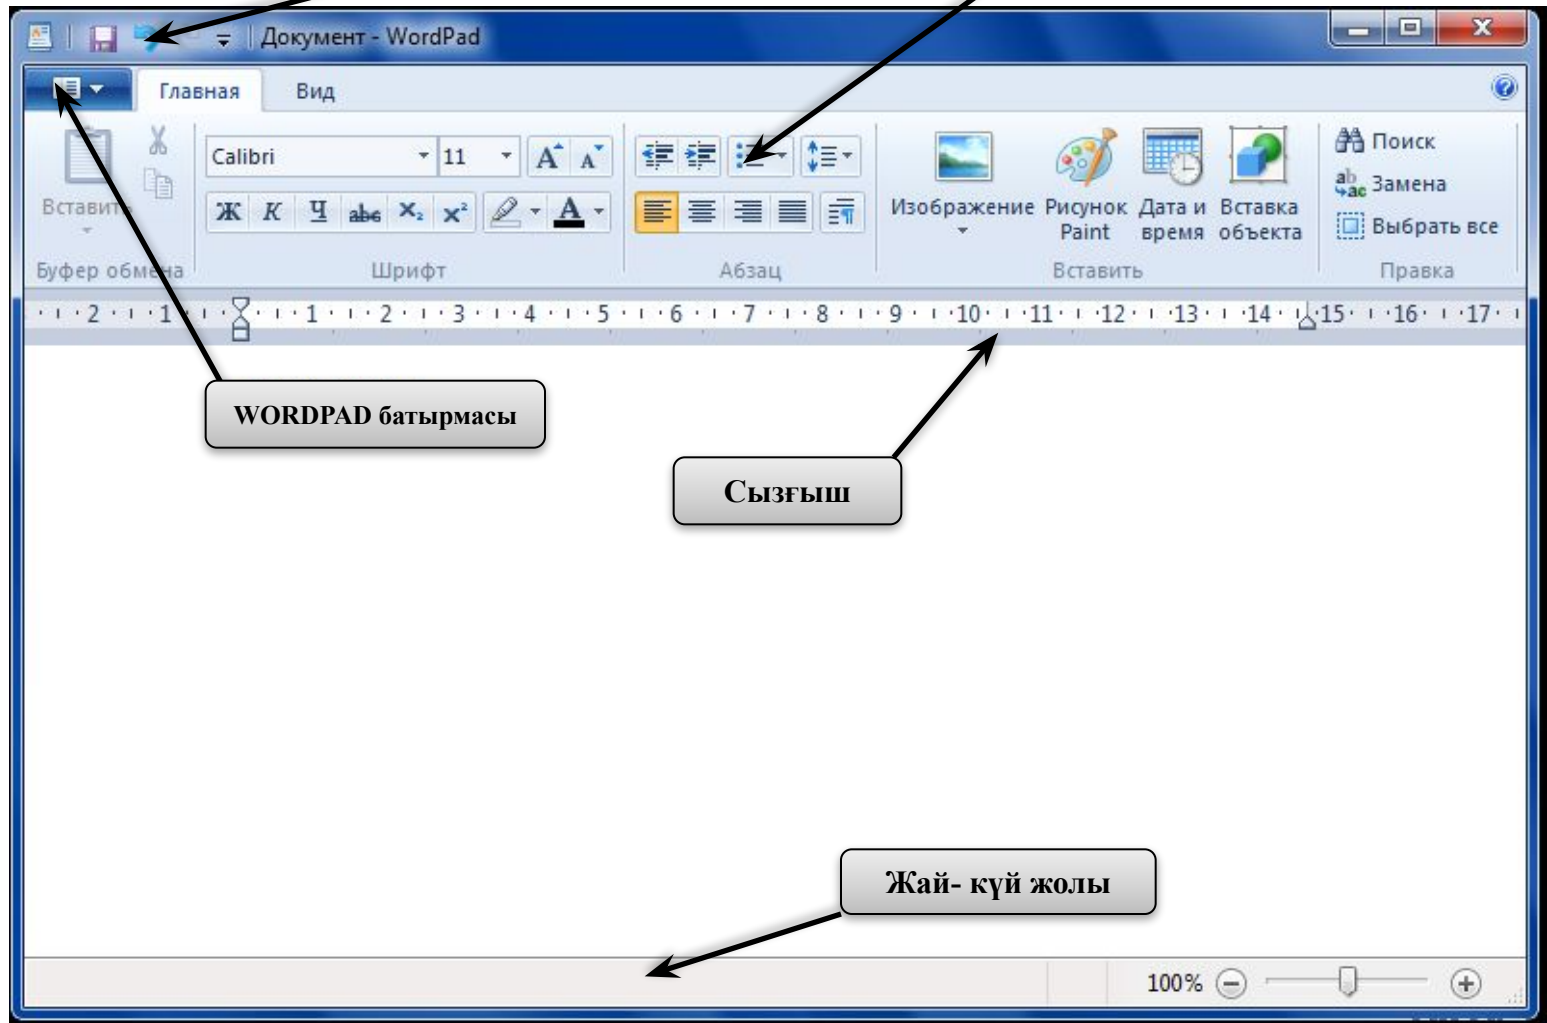 Документ - WordPad
Главная Вид
Calibri 11
Вставить
Ж К Ч abc X₂ X²
A
Изображение
Рисунок Paint
Дата и время
Вставка объекта
Поиск
Замена
Выбрать все
Буфер обмена Шрифт Абзац Вставить Правка
2 1 1 2 3 4 5 6 7 8 9 10 11 12 13 14 15 16 17
WORDPAD батырмасы
Сызғыш
Жай- күй жолы
100%